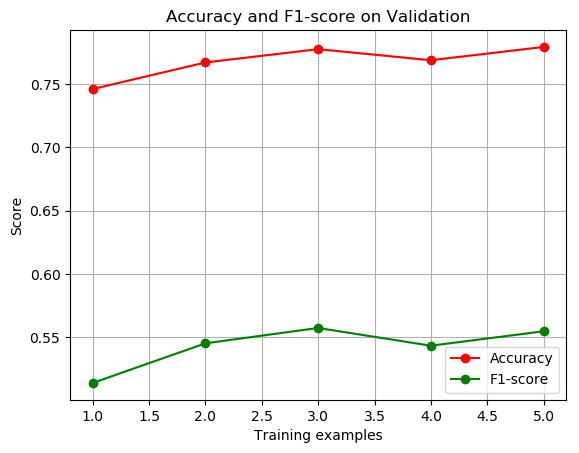 Accuracy and F1-score on Validation
Score
0.75
0.70
0.65
0.60
0.55
Accuracy
F1-score
1.0 1.5 2.0 2.5 3.0 3.5 4.0 4.5 5.0
Training examples